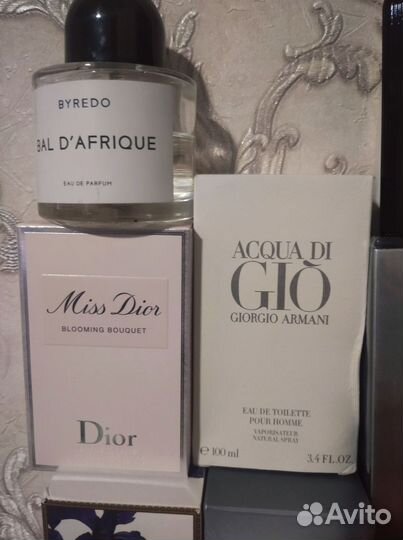 BYREDO
BAL D'AFRIQUE
EAU DE PARFUM
Miss Dior
BLOOMING BOUQUET
Dior
ACQUA DI
GIÒ
GIORGIO ARMANI
EAU DE TOILETTE
POUR HOMME
VAPORISATEUR
NATURAL SPRAY
e 100 ml 3.4 FL.OZ.
Avito